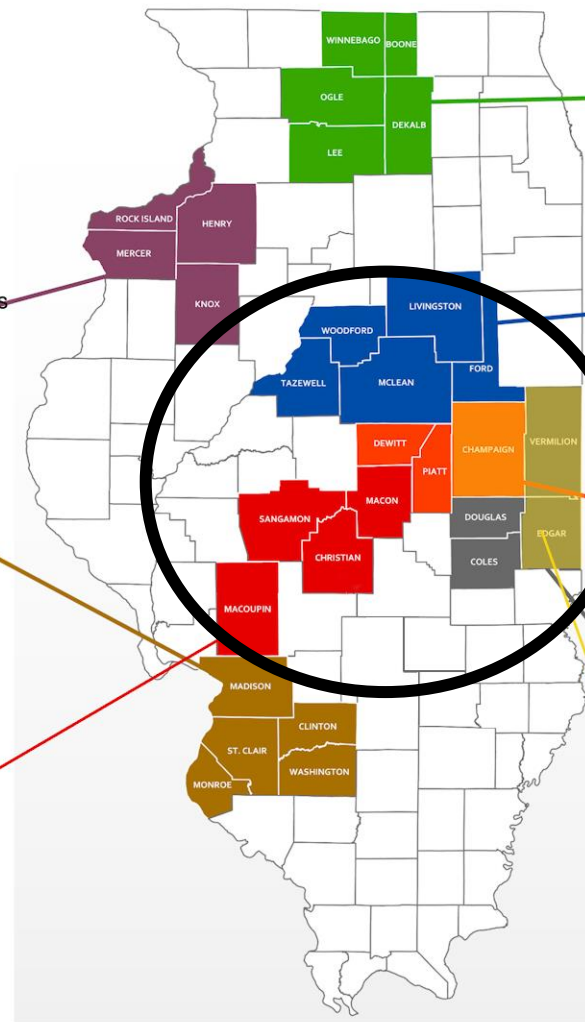 WINNEBAGO
BOONE
OGLE
DEKALB
LEE
ROCK ISLAND
HENRY
MERCER
KNOX
s
LIVINGSTON
WOODFORD
FORD
TAZEWELL
MCLEAN
DEWITT
CHAMPAIGN
VERMILION
PIATT
MACON
SANGAMON
DOUGLAS
EDGAR
CHRISTIAN
COLES
MACOUPIN
MADISON
CLINTON
ST. CLAIR
WASHINGTON
MONROE